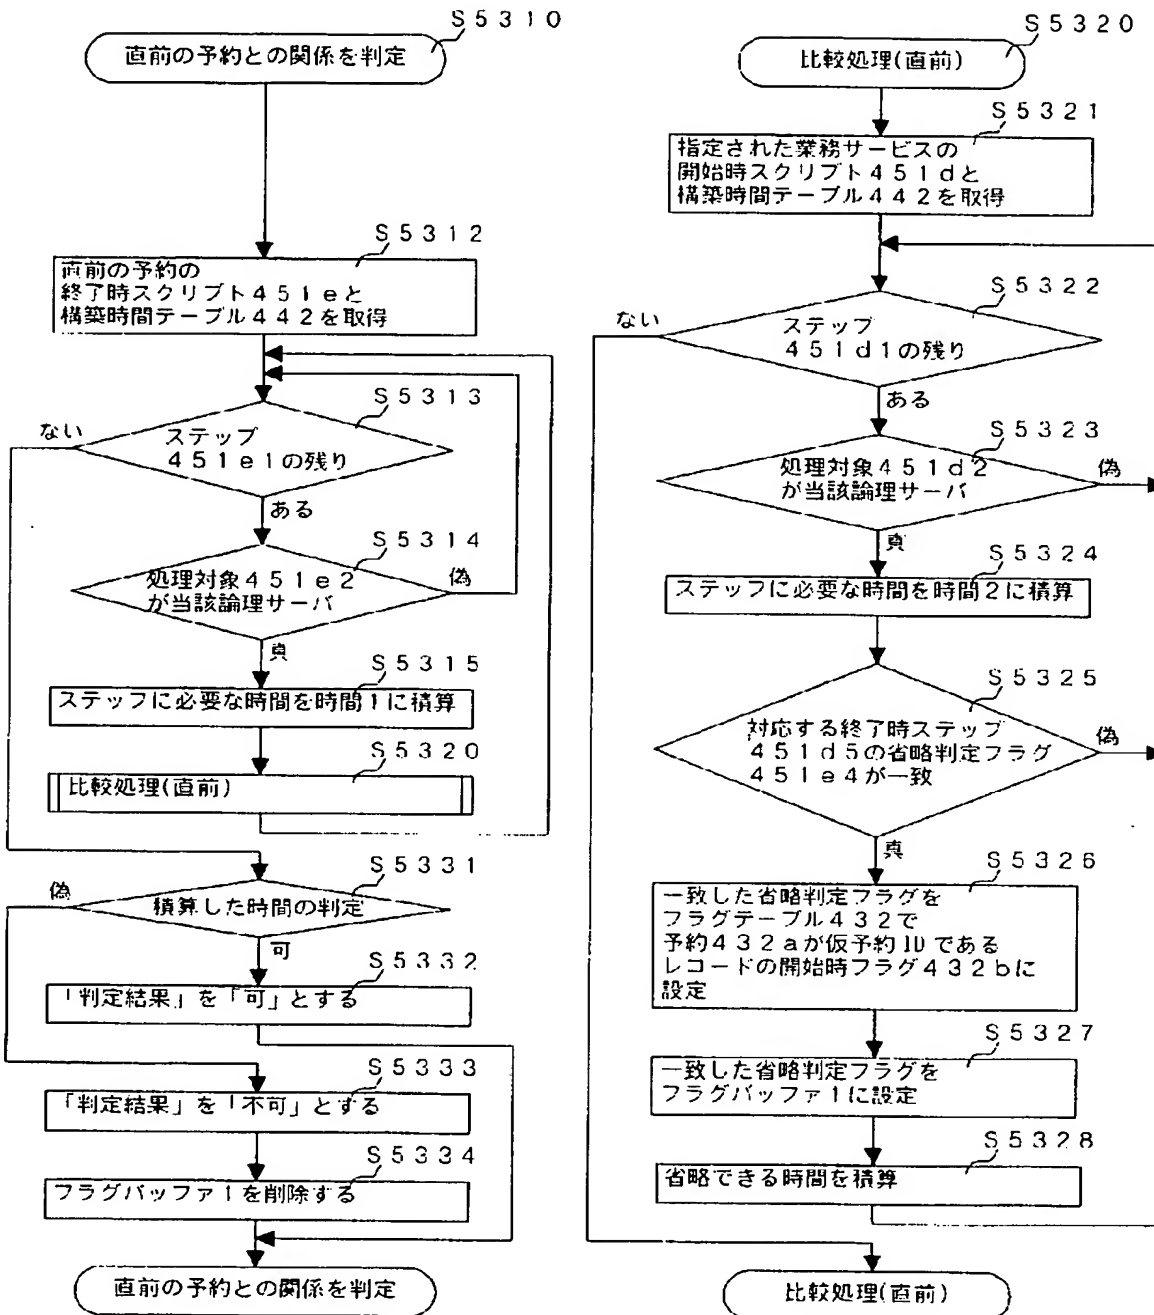 S5310
直前の予約との関係を判定
S5312
直前の予約の
終了時スクリプト451eと
構築時間テーブル442を取得
S5313
ない
ステップ
451e1の残り
ある
S5314
処理対象451e2
が当該論理サーバ
偽
真
S5315
ステップに必要な時間を時間1に積算
S5320
比較処理(直前)
S5331
偽
積算した時間の判定
可
S5332
「判定結果」を「可」とする
S5333
「判定結果」を「不可」とする
S5334
フラグバッファ1を削除する
直前の予約との関係を判定
S5320
比較処理(直前)
S5321
指定された業務サービスの
開始時スクリプト451dと
構築時間テーブル442を取得
S5322
ない
ステップ
451d1の残り
ある
S5323
処理対象451d2
が当該論理サーバ
偽
真
S5324
ステップに必要な時間を時間2に積算
S5325
対応する終了時ステップ
451d5の省略判定フラグ
451e4が一致
偽
真
S5326
一致した省略判定フラグを
フラグテーブル432で
予約432aが仮予約IDである
レコードの開始時フラグ432bに
設定
S5327
一致した省略判定フラグを
フラグバッファ1に設定
S5328
省略できる時間を積算
比較処理(直前)